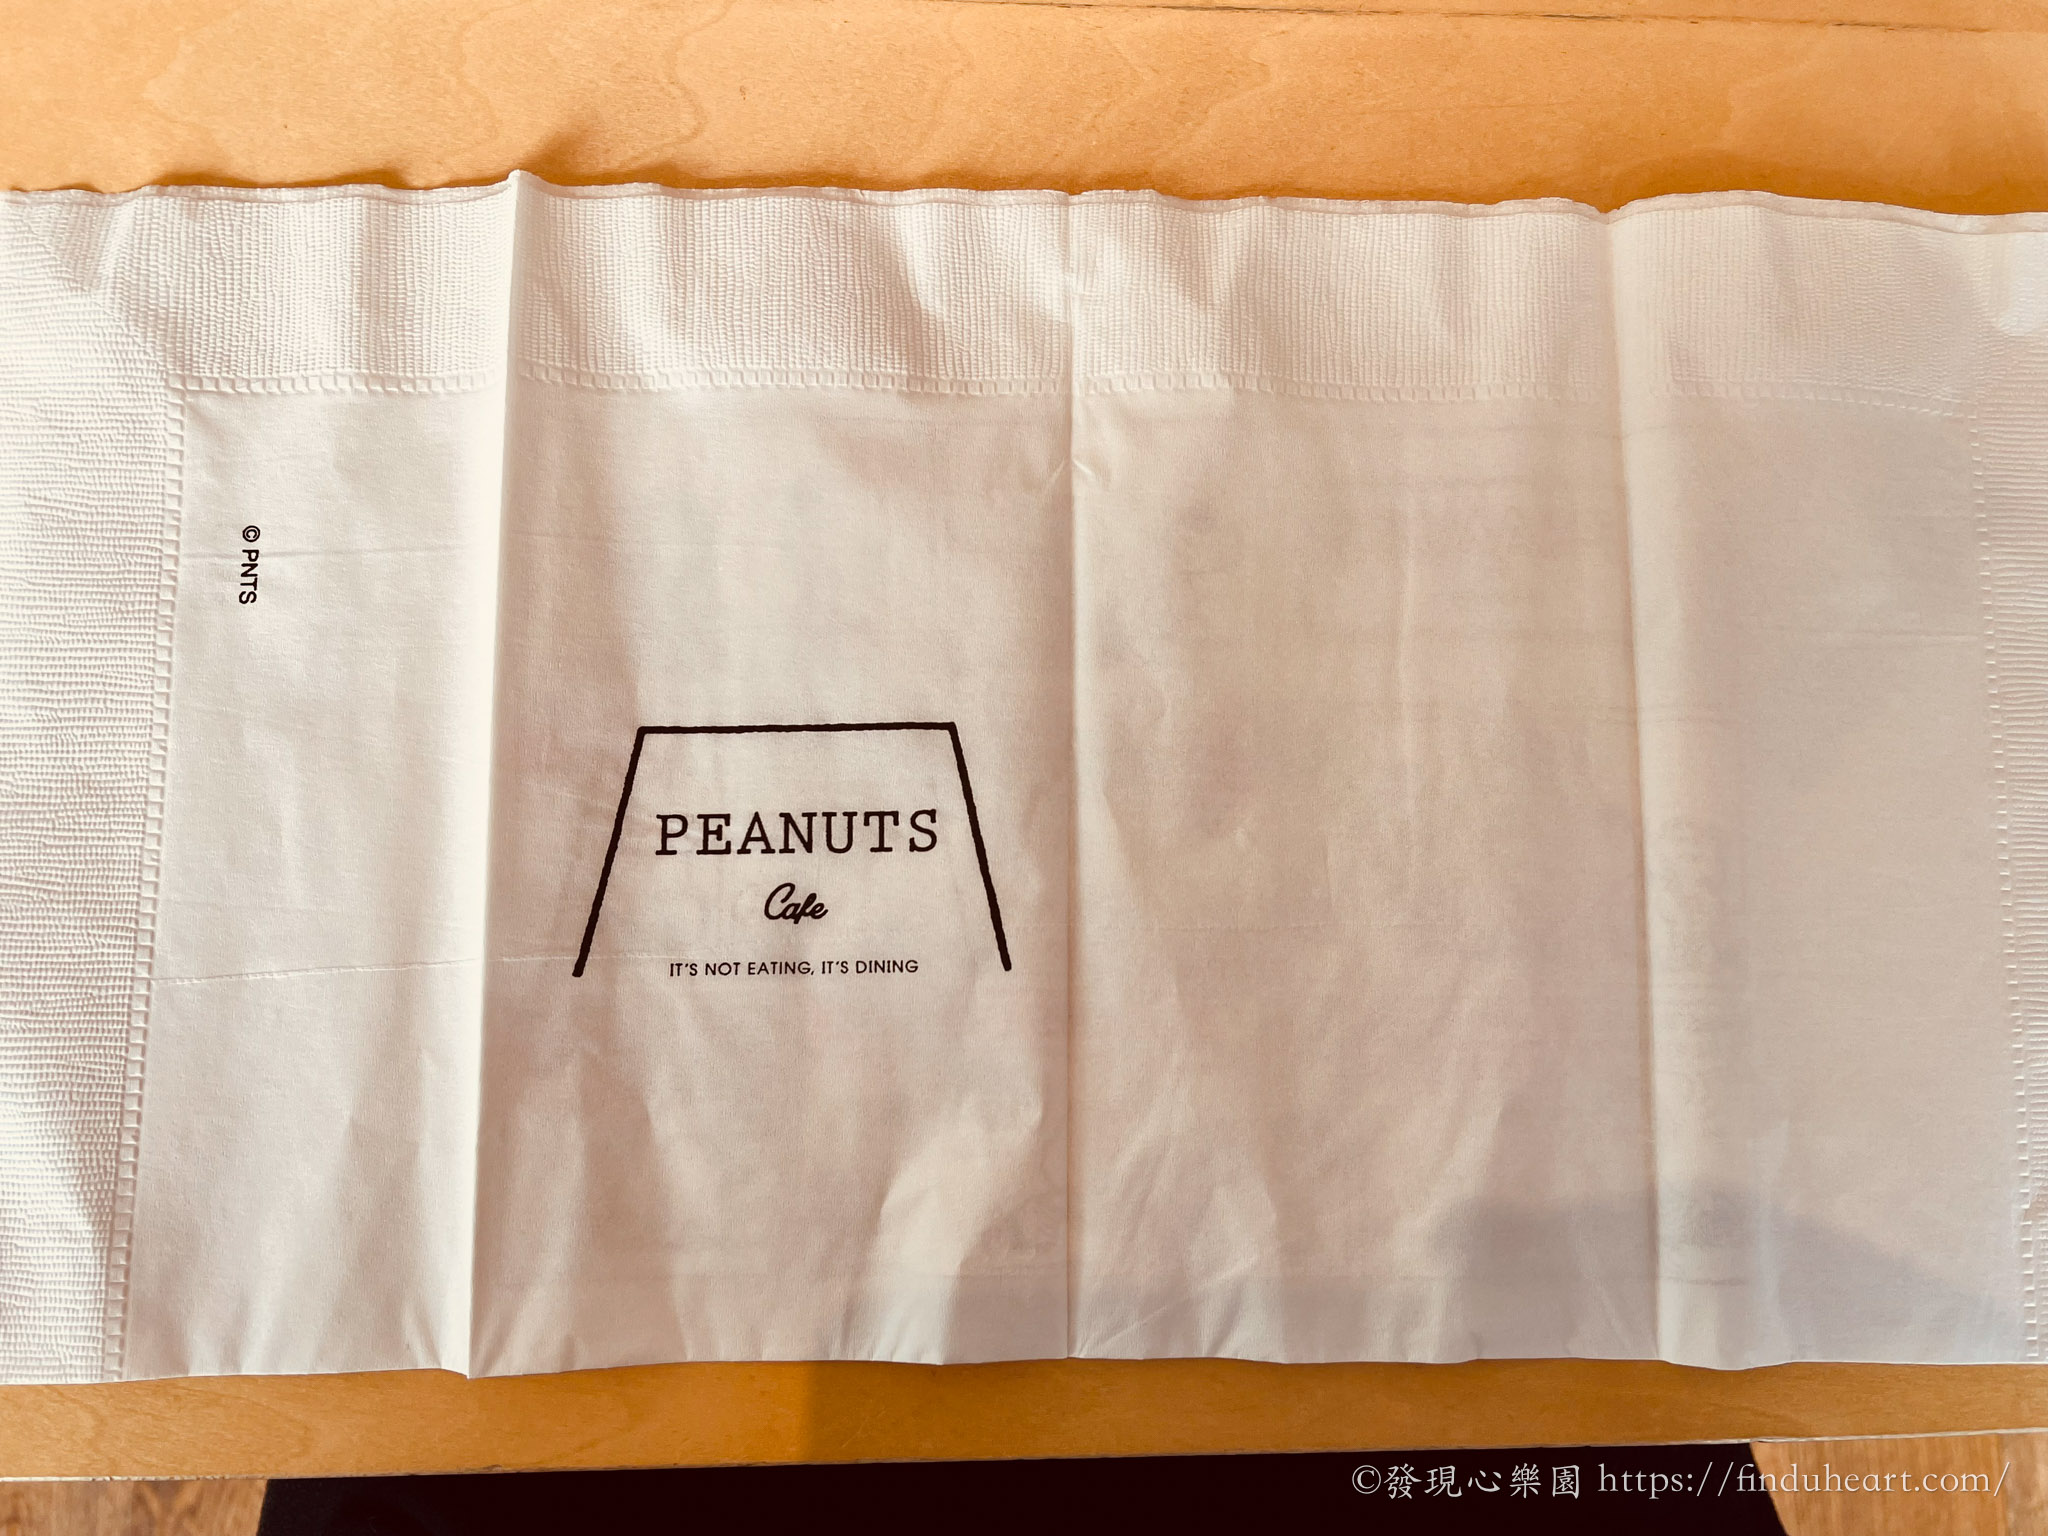 © PNTS
PEANUTS
Cafe
IT'S NOT EATING, IT'S DINING
©發現心樂園 https://finduheart.com/